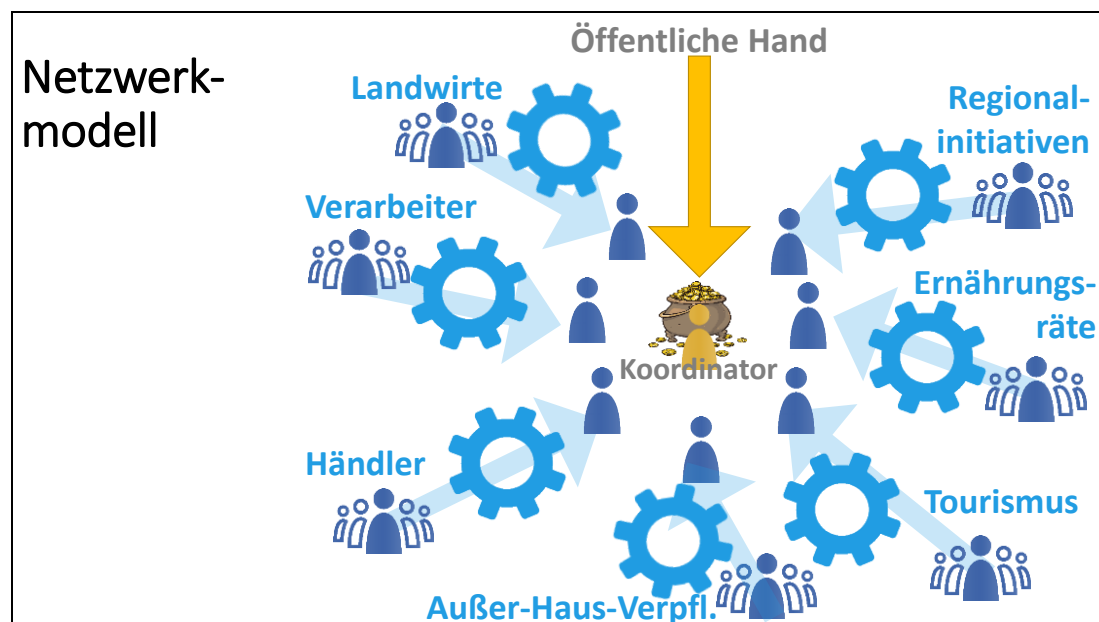 Netzwerk-
modell
Öffentliche Hand
Landwirte
Regional-
initiativen
Verarbeiter
Ernährungs-
räte
Koordinator
Händler
Tourismus
Außer-Haus-Verpfl.